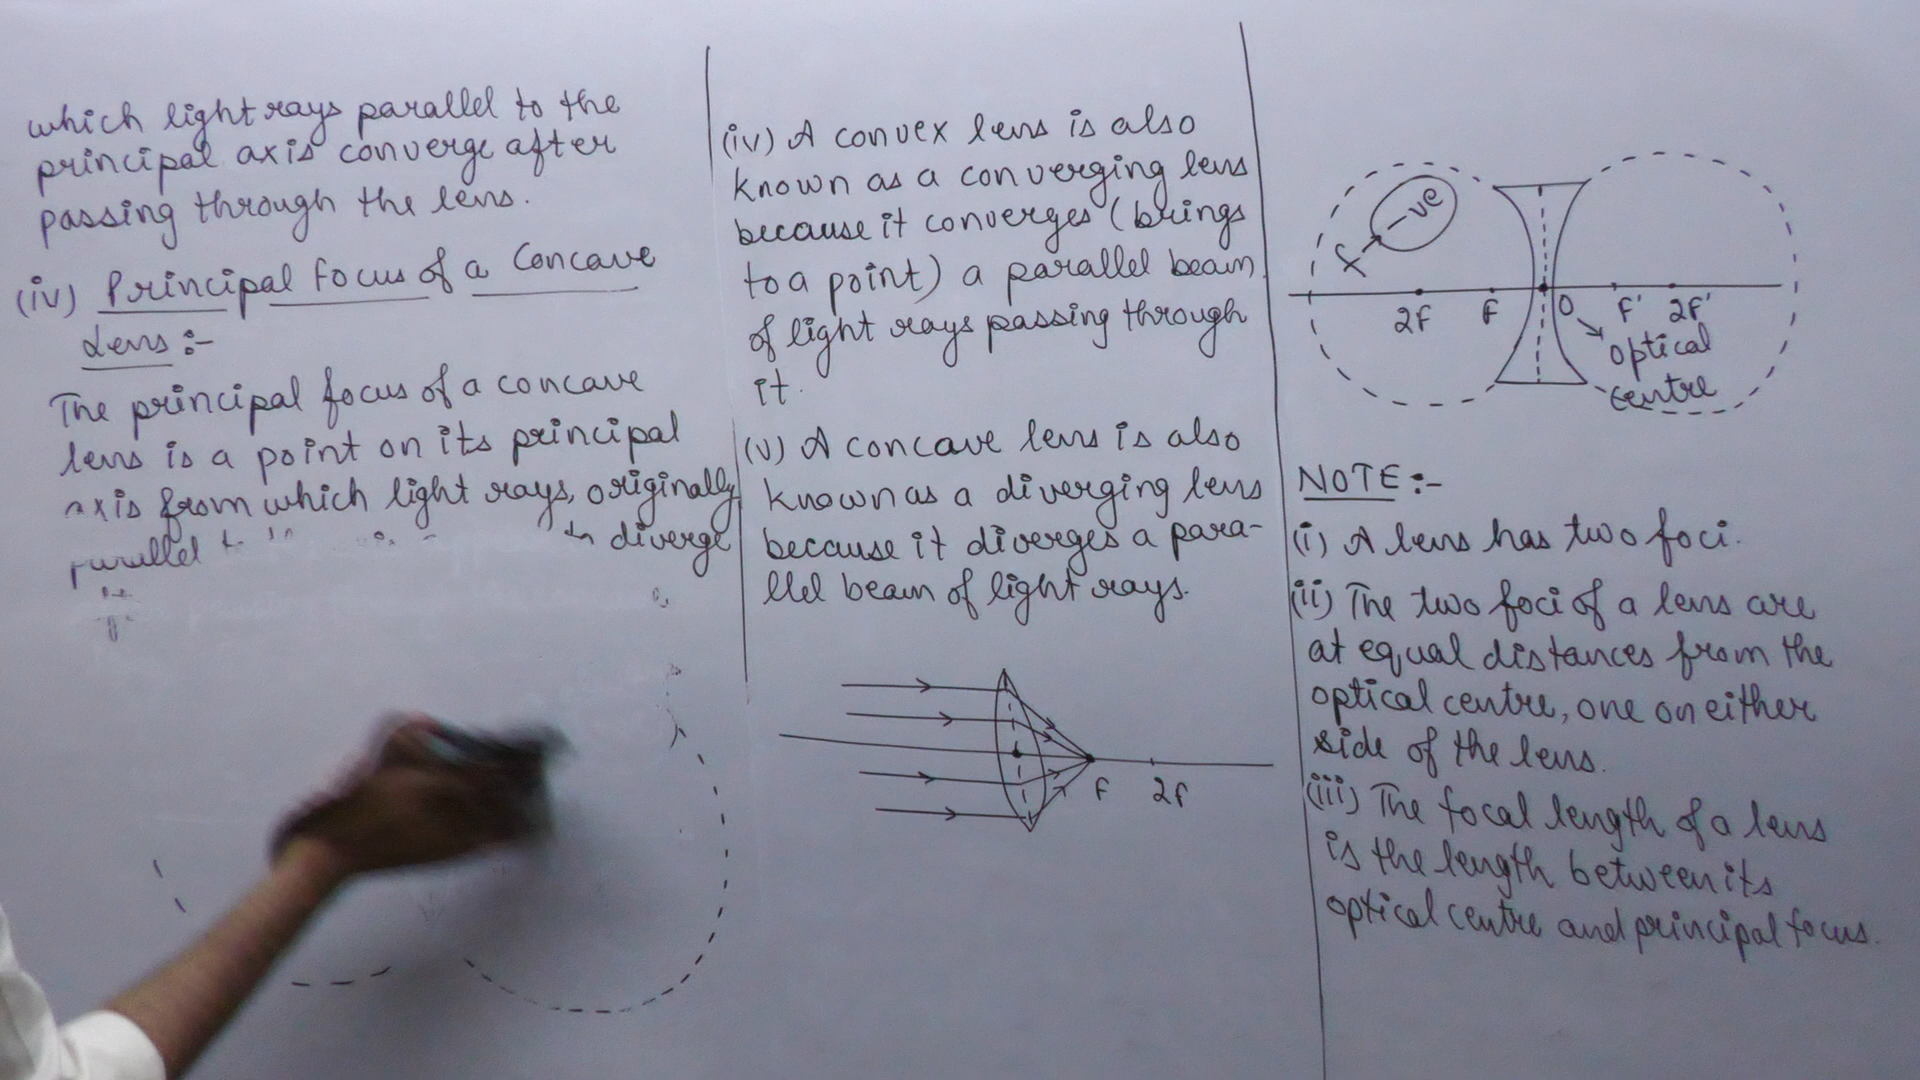 which light rays parallel to the
principal axis converge after
passing through the lens.
(iv) Principal focus of a Concave
Lens :-
The principal focus of a concave
lens is a point on its principal
axis from which light rays, originally
parallel diverge
(iv) A convex lens is also
known as a converging lens
because it converges (brings
to a point) a parallel beam
of light rays passing through
it.
(v) A concave lens is also
known as a diverging lens
because it diverges a para-
llel beam of light rays.
F 2F
f → -ve
2F F O F' 2F'
optical
centre
NOTE :-
(i) A lens has two foci.
(ii) The two foci of a lens are
at equal distances from the
optical centre, one on either
side of the lens.
(iii) The focal length of a lens
is the length between its
optical centre and principal focus.